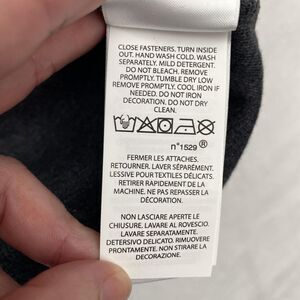 CLOSE FASTENERS. TURN INSIDE
OUT. HAND WASH COLD. WASH
SEPARATELY. MILD DETERGENT.
DO NOT BLEACH. REMOVE
PROMPTLY. TUMBLE DRY LOW
REMOVE PROMPTLY. COOL IRON IF
NEEDED. DO NOT IRON
DECORATION. DO NOT DRY
CLEAN.
n°1529 ®
FERMER LES ATTACHES.
RETOURNER. LAVER SÉPARÉMENT.
LESSIVE POUR TEXTILES DÉLICATS.
RETIRER RAPIDEMENT DE LA
MACHINE. NE PAS REPASSER LA
DÉCORATION.
NON LASCIARE APERTE LE
CHIUSURE. LAVARE AL ROVESCIO.
LAVARE SEPARATAMENTE.
DETERSIVO DELICATO. RIMUOVERE
PRONTAMENTE. NON STIRARE LA
DECORAZIONE.